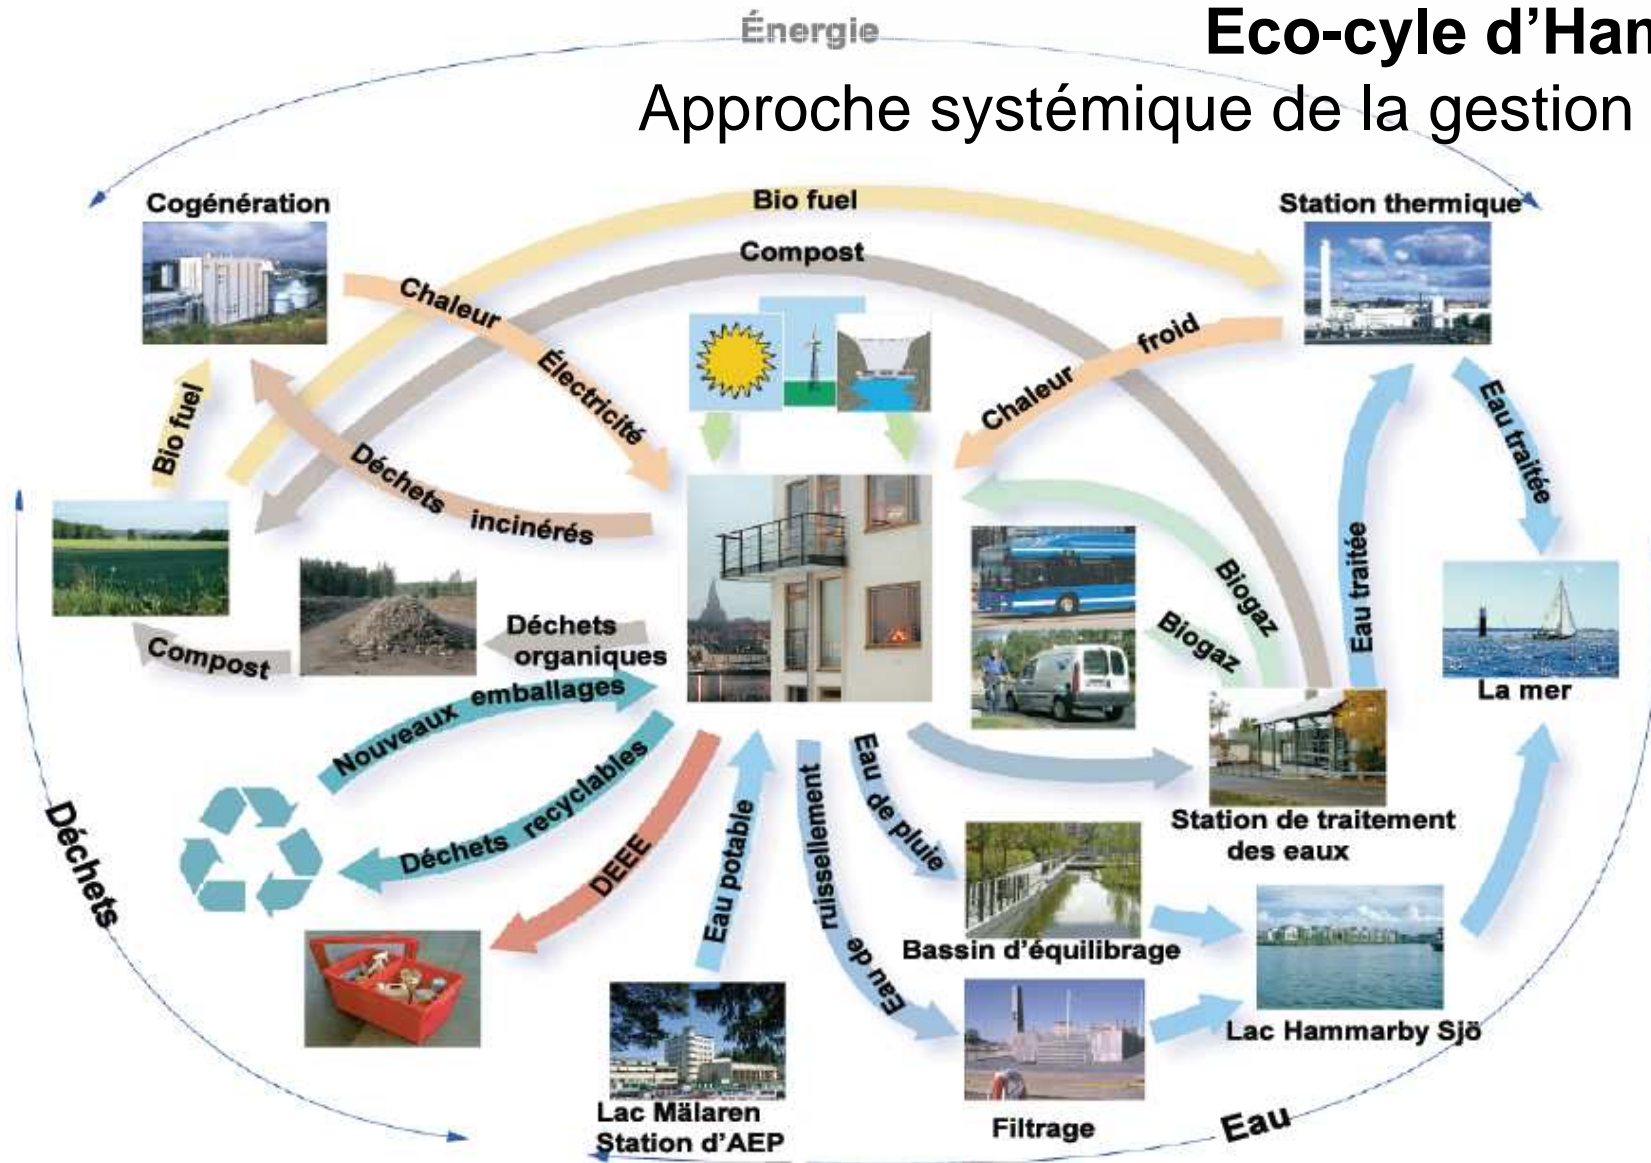 Énergie
Eco-cyle d'Ham
Approche systémique de la gestion
Cogénération
Bio fuel
Station thermique
Compost
Chaleur
Électricité
Chaleur froid
Bio fuel
Déchets incinérés
Eau traitée
Eau traitée
Biogaz
Biogaz
Déchets
organiques
Compost
La mer
Nouveaux emballages
Déchets recyclables
DEEE
Eau potable
Eau de ruissellement
Eau de pluie
Station de traitement
des eaux
Déchets
Bassin d'équilibrage
Lac Hammarby Sjö
Lac Mälaren
Station d'AEP
Filtrage
Eau